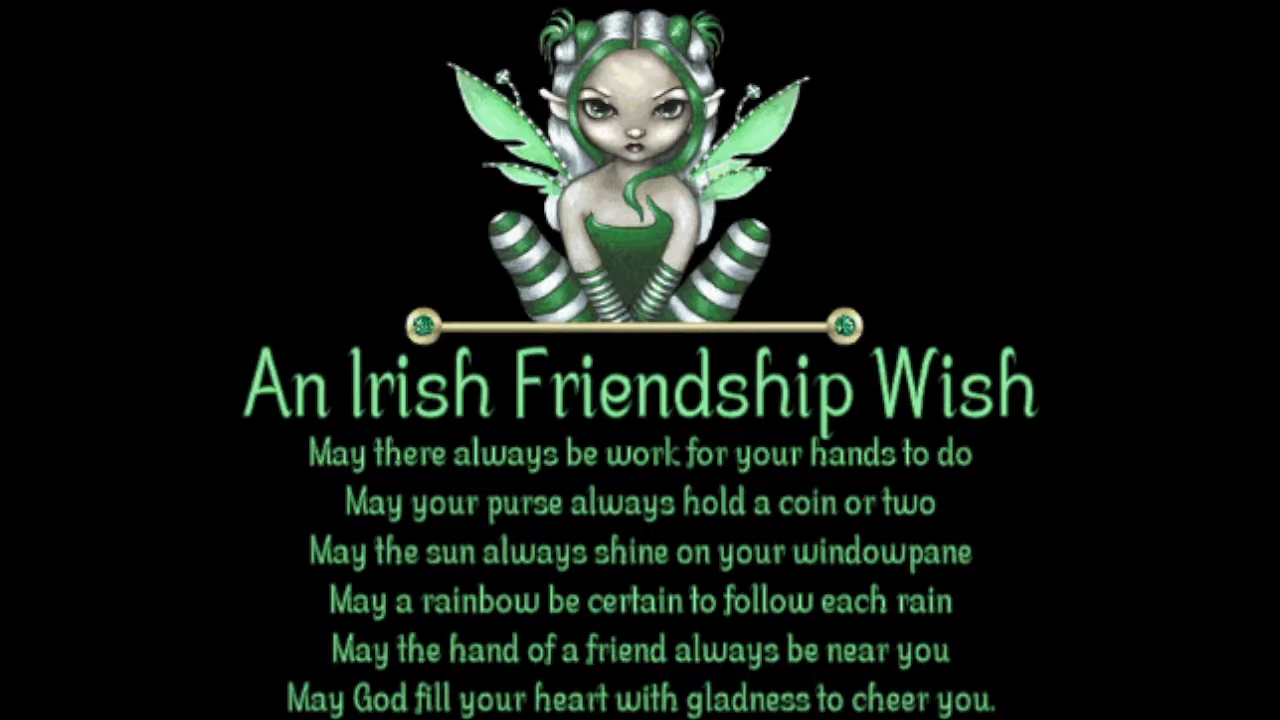 An Irish Friendship Wish
May there always be work for your hands to do
May your purse always hold a coin or two
May the sun always shine on your windowpane
May a rainbow be certain to follow each rain
May the hand of a friend always be near you
May God fill your heart with gladness to cheer you.